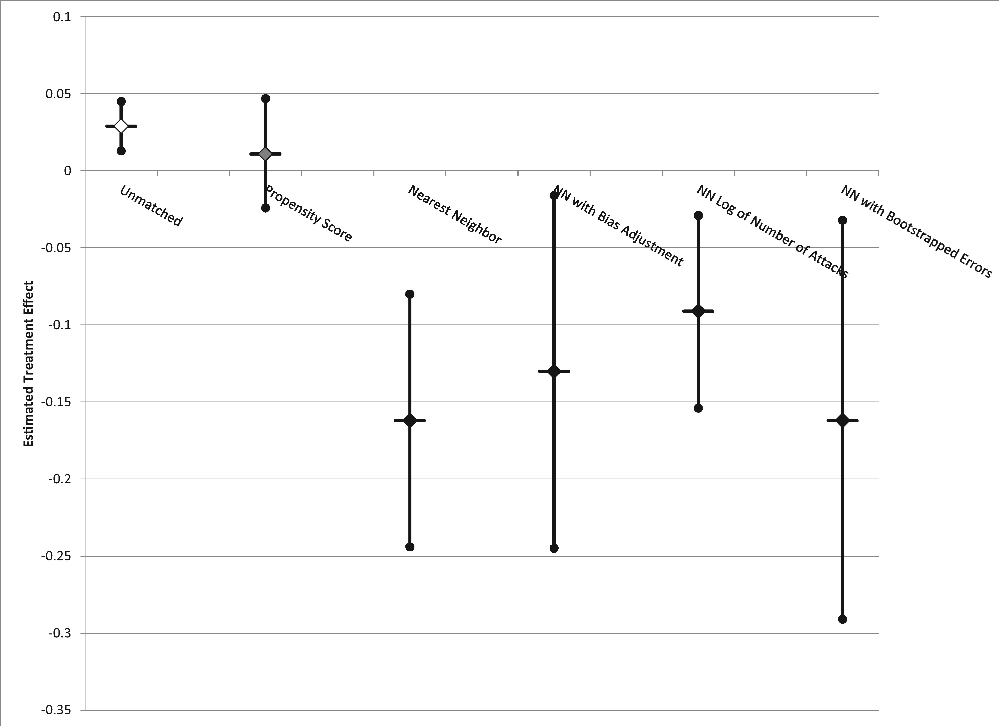 0.1
0.05
0
-0.05
-0.1
-0.15
-0.2
-0.25
-0.3
-0.35
Estimated Treatment Effect
Unmatched
Propensity Score
Nearest Neighbor
NN with Bias Adjustment
NN Log of Number of Attacks
NN with Bootstrapped Errors